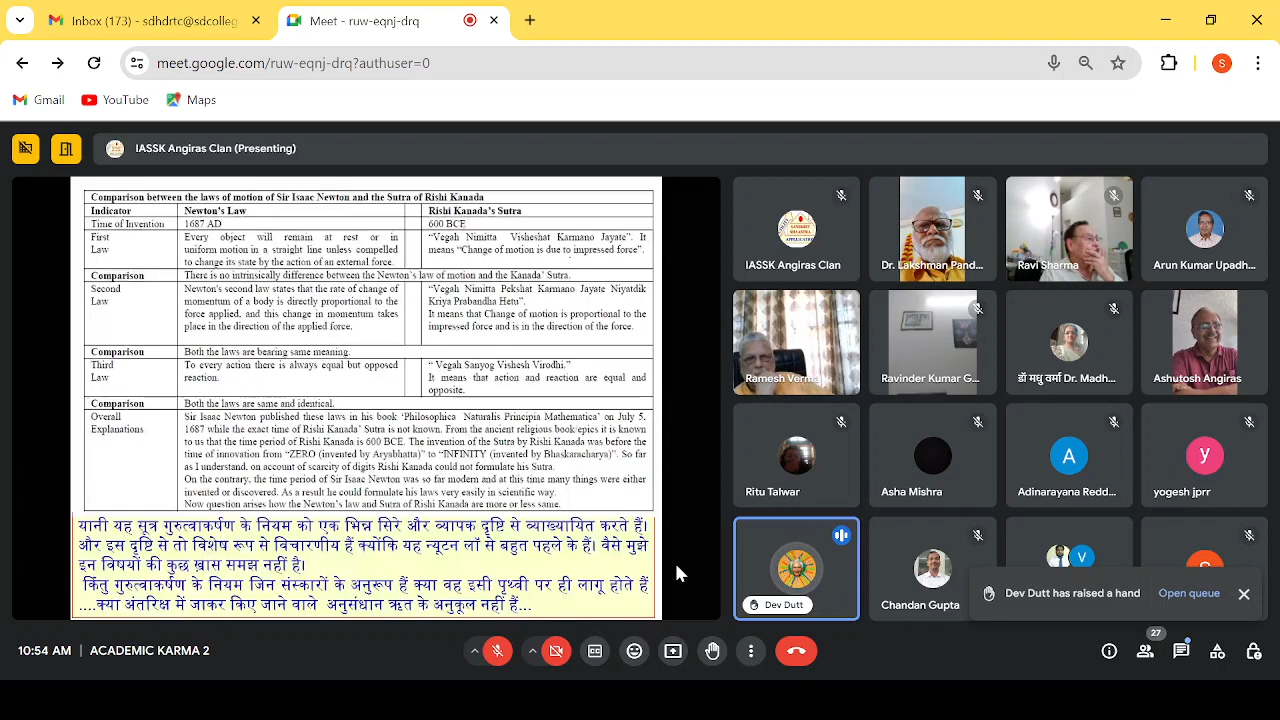 Inbox (173) - sdhdrtc@sdcolleg
Meet - ruw-eqnj-drq
meet.google.com/ruw-eqnj-drq?authuser=0
S
Gmail
YouTube
Maps
IASSK Angiras Clan (Presenting)
Comparison between the laws of motion of Sir Isaac Newton and the Sutra of Rishi Kanada
Indicator Newton's Law Rishi Kanada's Sutra
Time of Invention 1687 AD 600 BCE
First Law
Every object will remain at rest or in
uniform motion in a straight line unless compelled
to change its state by the action of an external force.
"Vegah Nimitta Visheshat Karmano Jayate". It
means "Change of motion is due to impressed force".
Comparison There is no intrinsically difference between the Newton's law of motion and the Kanada' Sutra.
Second Law
Newton's second law states that the rate of change of
momentum of a body is directly proportional to the
force applied, and this change in momentum takes
place in the direction of the applied force.
"Vegah Nimitta Pekshat Karmano Jayate Niyatdik
Kriya Prabandha Hetu".
It means that Change of motion is proportional to the
impressed force and is in the direction of the force.
Comparison Both the laws are bearing same meaning.
Third Law
To every action there is always equal but opposed
reaction.
" Vegah Sanyog Vishesh Virodhi."
It means that action and reaction are equal and
opposite.
Comparison Both the laws are same and identical.
Overall Explanations
Sir Isaac Newton published these laws in his book 'Philosophica Naturalis Principia Mathematica' on July 5,
1687 while the exact time of Rishi Kanada' Sutra is not known. From the ancient religious book/epics it is known
to us that the time period of Rishi Kanada is 600 BCE. The invention of the Sutra by Rishi Kanada was before the
time of innovation from "ZERO (invented by Aryabhatta)" to "INFINITY (invented by Bhaskaracharya)". So far
as I understand, on account of scarcity of digits Rishi Kanada could not formulate his Sutra.
On the contrary, the time period of Sir Isaac Newton was so far modern and at this time many things were either
invented or discovered. As a result he could formulate his laws very easily in scientific way.
Now question arises how the Newton's law and Sutra of Rishi Kanada are more or less same.
यानी यह सूत्र गुरुत्वाकर्षण के नियम को एक भिन्न सिरे और व्यापक दृष्टि से व्याख्यायित करते हैं।
और इस दृष्टि से तो विशेष रूप से विचारणीय हैं क्योंकि यह न्यूटन लॉ से बहुत पहले के हैं। वैसे मुझे
इन विषयों की कुछ ख़ास समझ नहीं है।
किंतु गुरुत्वाकर्षण के नियम जिन संस्कारों के अनुरूप हैं क्या वह इसी पृथ्वी पर ही लागू होते हैं
....क्या अंतरिक्ष में जाकर किए जाने वाले अनुसंधान ऋत के अनुकूल नहीं हैं...
IASSK Angiras Clan
Dr. Lakshman Pand...
Ravi Sharma
Arun Kumar Upadh...
Ramesh Verma
Ravinder Kumar G...
डॉ मधु वर्मा Dr. Madh...
Ashutosh Angiras
Ritu Talwar
Asha Mishra
A
Adinarayana Redd...
y
yogesh jprr
Dev Dutt
Chandan Gupta
V
Dev Dutt has raised a hand
Open queue
10:54 AM | ACADEMIC KARMA 2
27